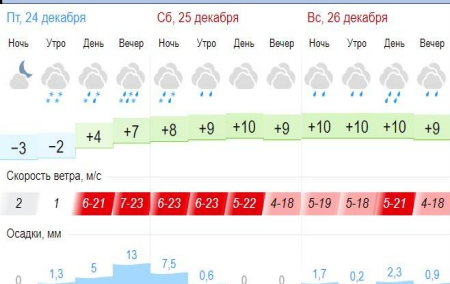 Пт, 24 декабря Сб, 25 декабря Вс, 26 декабря
Ночь Утро День Вечер Ночь Утро День Вечер Ночь Утро День Вечер
−3 −2 +4 +7 +8 +9 +10 +9 +10 +10 +10 +9
Скорость ветра, м/с
2 1 6-21 7-23 6-23 6-23 5-22 4-18 5-19 5-18 5-21 4-18
Осадки, мм
0 1,3 5 13 7,5 0,6 0 0 1,7 0,2 2,3 0,9